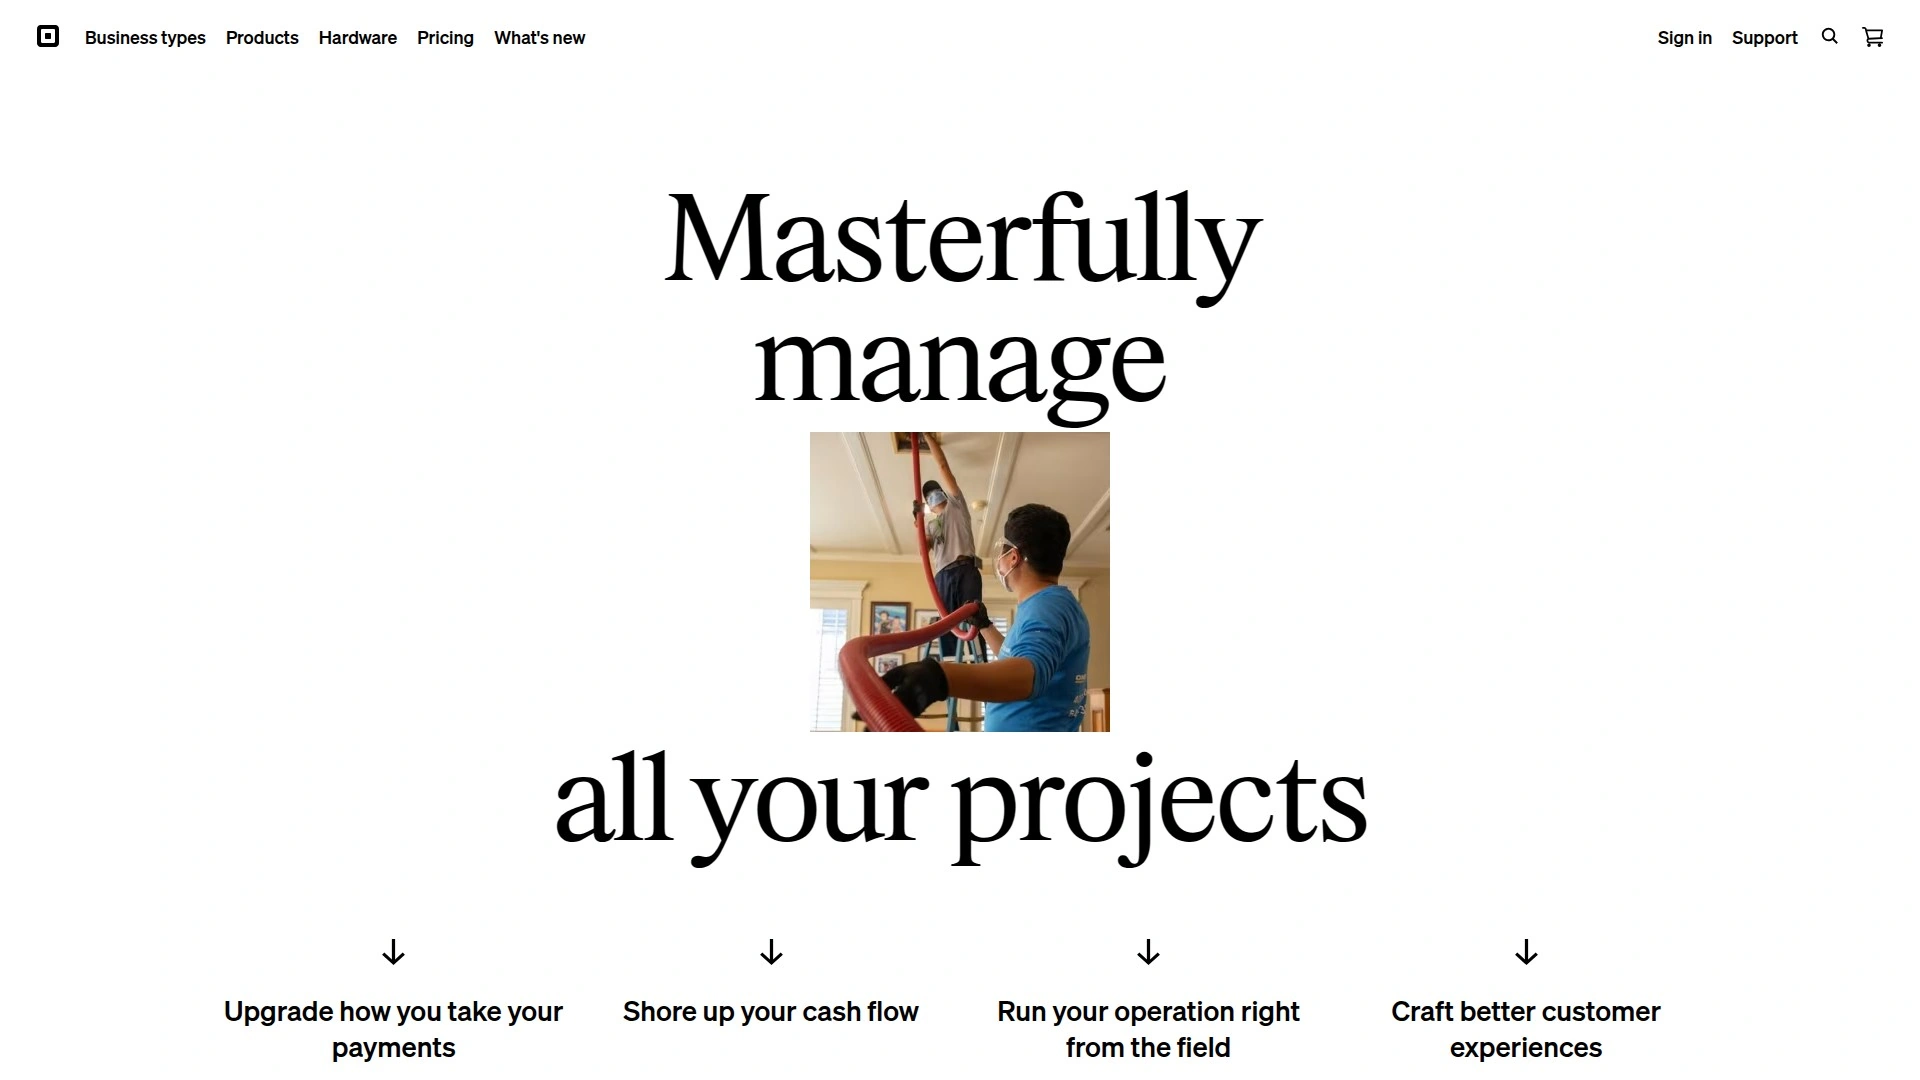 Business types Products Hardware Pricing What's new Sign in Support
Masterfully
manage
all your projects
Upgrade how you take your
payments
Shore up your cash flow
Run your operation right
from the field
Craft better customer
experiences